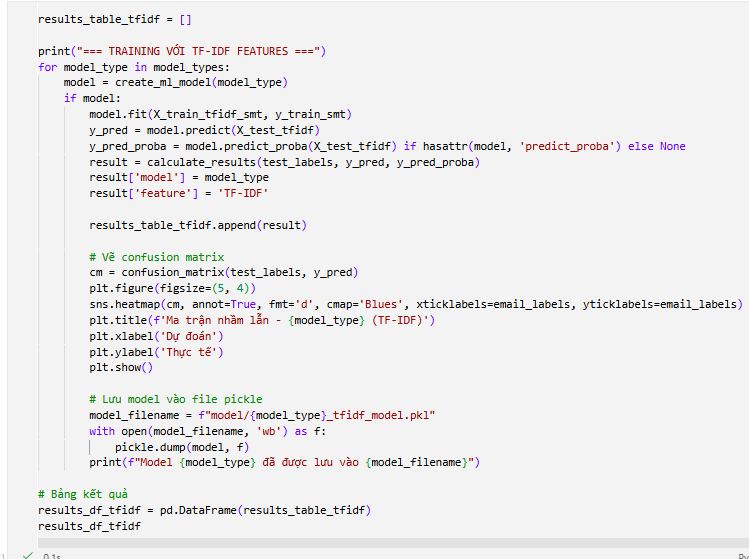 results_table_tfidf = []
print("=== TRAINING VỚI TF-IDF FEATURES ===")
for model_type in model_types:
    model = create_ml_model(model_type)
    if model:
        model.fit(X_train_tfidf_smt, y_train_smt)
        y_pred = model.predict(X_test_tfidf)
        y_pred_proba = model.predict_proba(X_test_tfidf) if hasattr(model, 'predict_proba') else None
        result = calculate_results(test_labels, y_pred, y_pred_proba)
        result['model'] = model_type
        result['feature'] = 'TF-IDF'
        results_table_tfidf.append(result)
        # Vẽ confusion matrix
        cm = confusion_matrix(test_labels, y_pred)
        plt.figure(figsize=(5, 4))
        sns.heatmap(cm, annot=True, fmt='d', cmap='Blues', xticklabels=email_labels, yticklabels=email_labels)
        plt.title(f'Ma trận nhầm lẫn - {model_type} (TF-IDF)')
        plt.xlabel('Dự đoán')
        plt.ylabel('Thực tế')
        plt.show()
        # Lưu model vào file pickle
        model_filename = f"model/{model_type}_tfidf_model.pkl"
        with open(model_filename, 'wb') as f:
            pickle.dump(model, f)
        print(f"Model {model_type} đã được lưu vào {model_filename}")
# Bảng kết quả
results_df_tfidf = pd.DataFrame(results_table_tfidf)
results_df_tfidf